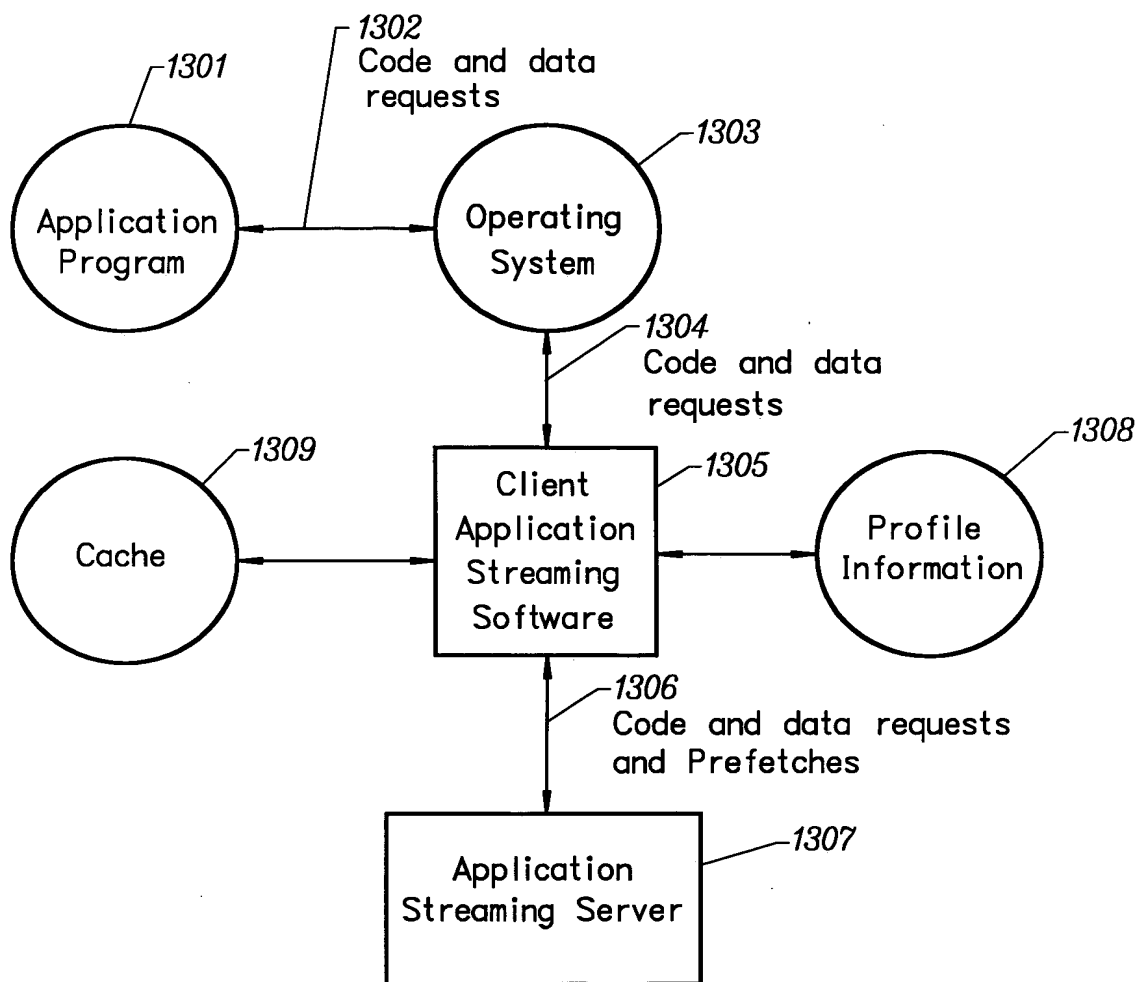 1301
1302
Code and data
requests
1303
Application
Program
Operating
System
1304
Code and data
requests
1309
Cache
Client
Application
Streaming
Software
1305
1308
Profile
Information
1306
Code and data requests
and Prefetches
1307
Application
Streaming Server